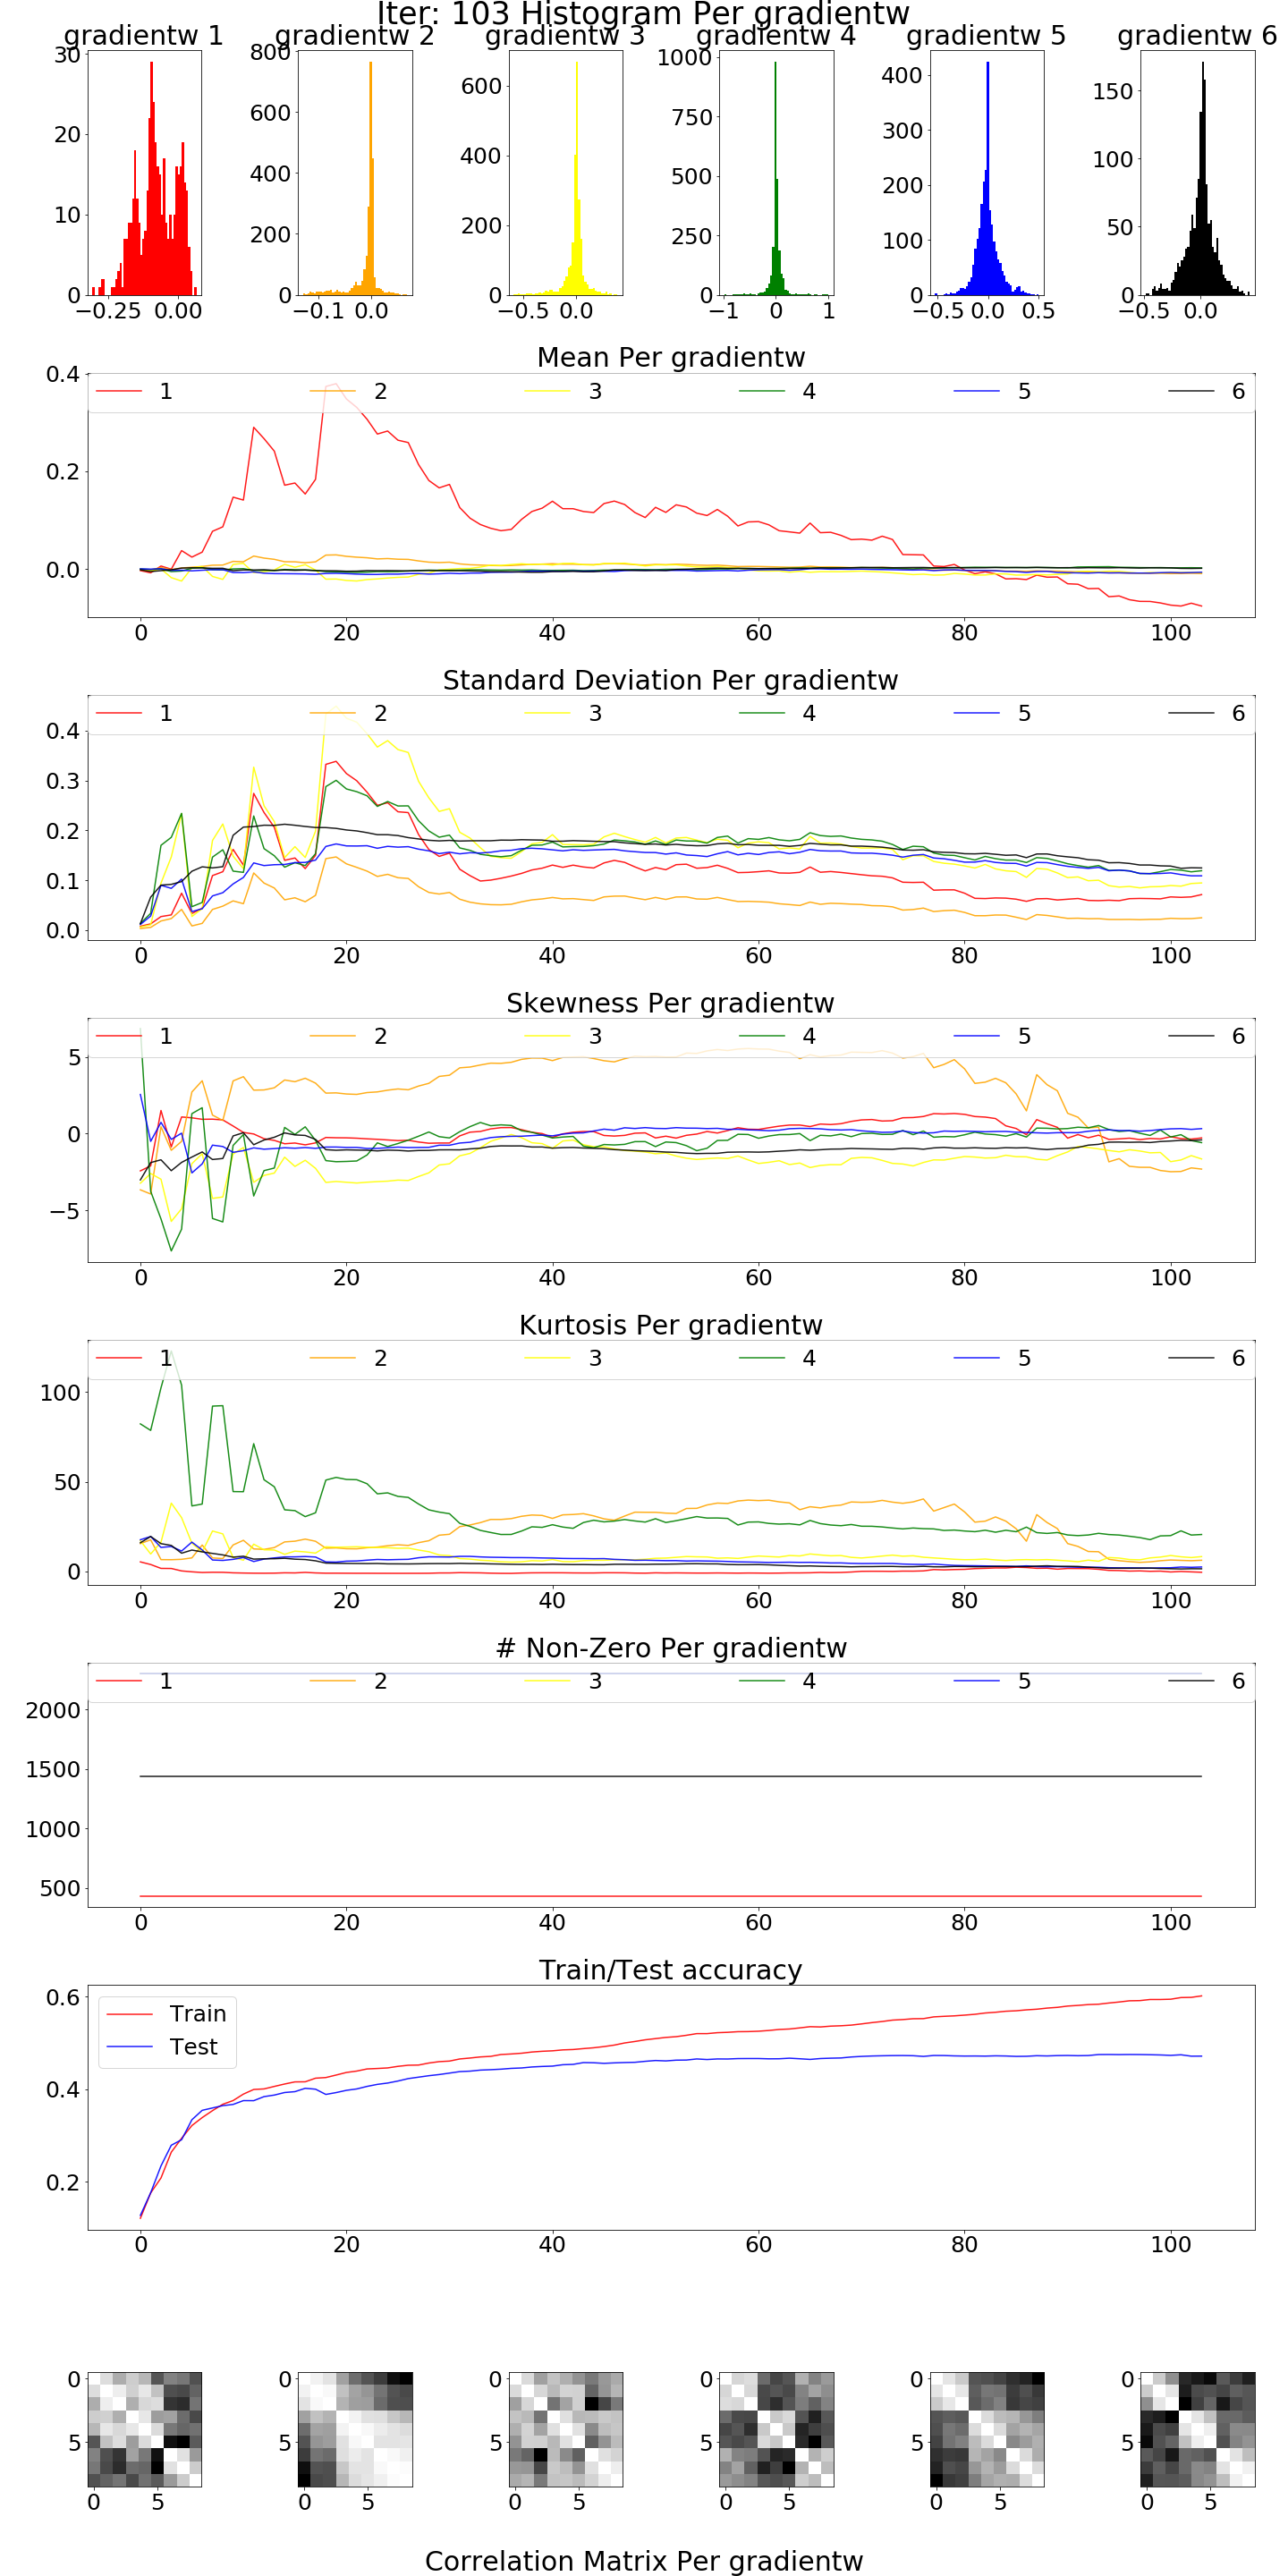 Iter: 103 Histogram Per gradientw
gradientw 1 gradientw 2 gradientw 3 gradientw 4 gradientw 5 gradientw 6
30 20 10 0
−0.25 0.00
800 600 400 200 0
−0.1 0.0
600 400 200 0
−0.5 0.0
1000 750 500 250 0
−1 0 1
400 300 200 100 0
−0.5 0.0 0.5
150 100 50 0
−0.5 0.0
Mean Per gradientw
1 2 3 4 5 6
0.4
0.2
0.0
0 20 40 60 80 100
Standard Deviation Per gradientw
1 2 3 4 5 6
0.4
0.3
0.2
0.1
0.0
0 20 40 60 80 100
Skewness Per gradientw
1 2 3 4 5 6
5
0
−5
0 20 40 60 80 100
Kurtosis Per gradientw
1 2 3 4 5 6
100
50
0
0 20 40 60 80 100
# Non-Zero Per gradientw
1 2 3 4 5 6
2000
1500
1000
500
0 20 40 60 80 100
Train/Test accuracy
Train
Test
0.6
0.4
0.2
0 20 40 60 80 100
0 0 0 0 0 0
5 5 5 5 5 5
0 5 0 5 0 5 0 5 0 5 0 5
Correlation Matrix Per gradientw